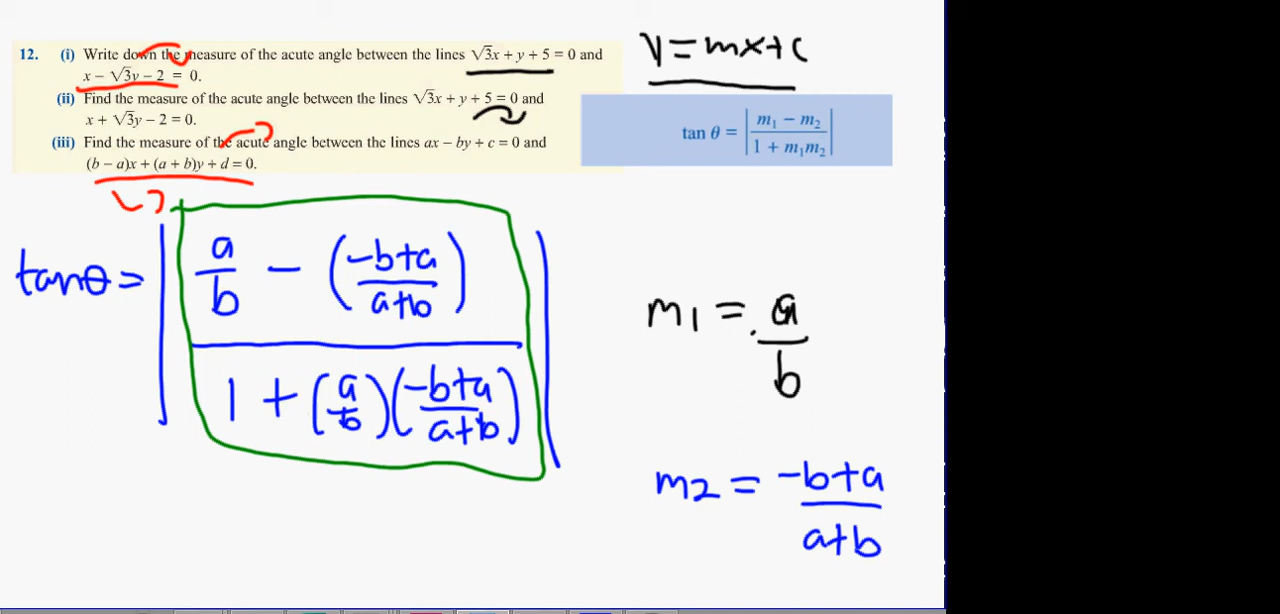 12. (i) Write down the measure of the acute angle between the lines √3x + y + 5 = 0 and
x − √3y − 2 = 0.
(ii) Find the measure of the acute angle between the lines √3x + y + 5 = 0 and
x + √3y − 2 = 0.
(iii) Find the measure of the acute angle between the lines ax − by + c = 0 and
(b − a)x + (a + b)y + d = 0.
y = mx + c
tan θ = | (m₁ − m₂) / (1 + m₁m₂) |
tanθ = | (a/b − ((-b+a)/(a+b))) / (1 + (a/b)((-b+a)/(a+b))) |
m1 = a/b
m2 = (-b+a)/(a+b)